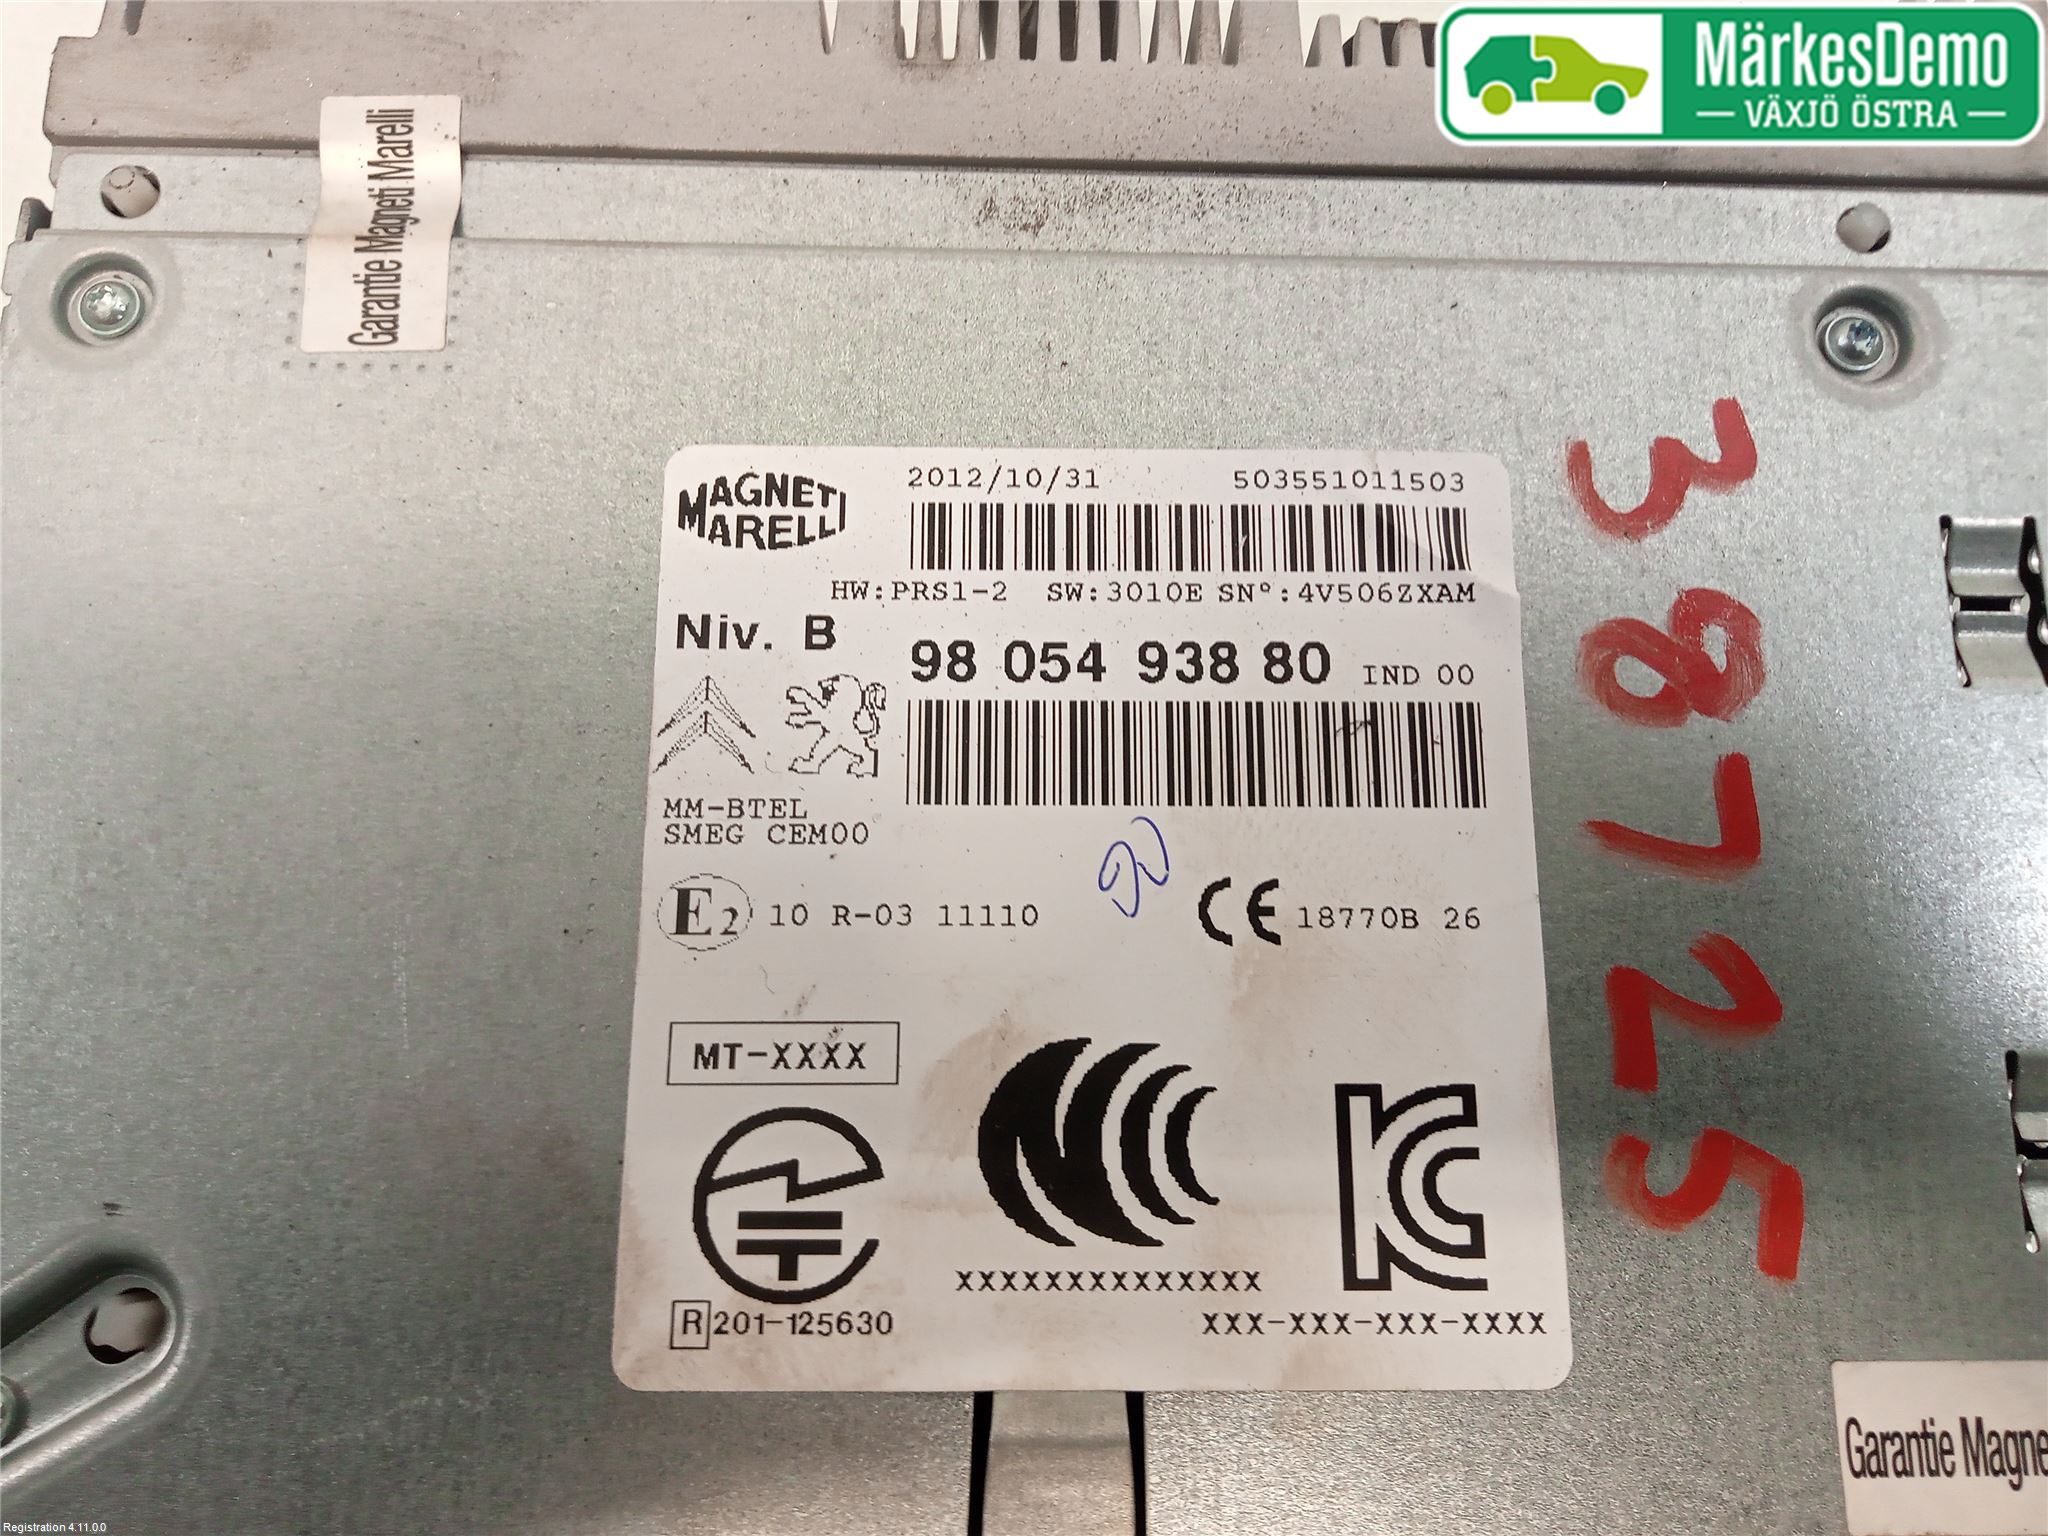 MärkesDemo
VÄXJÖ ÖSTRA
Garantie Magneti Marelli
MAGNETI
MARELLI
2012/10/31 503551011503
HW:PRS1-2 SW:3010E SN°:4V506ZXAM
Niv. B
98 054 938 80 IND 00
MM-BTEL
SMEG CEM00
E2 10 R-03 11110
CE 18770B 26
MT-XXXX
R 201-125630
XXXXXXXXXXXXXX
XXX-XXX-XXX-XXXX
38725
Garantie Magne
Registration 4.11.0.0